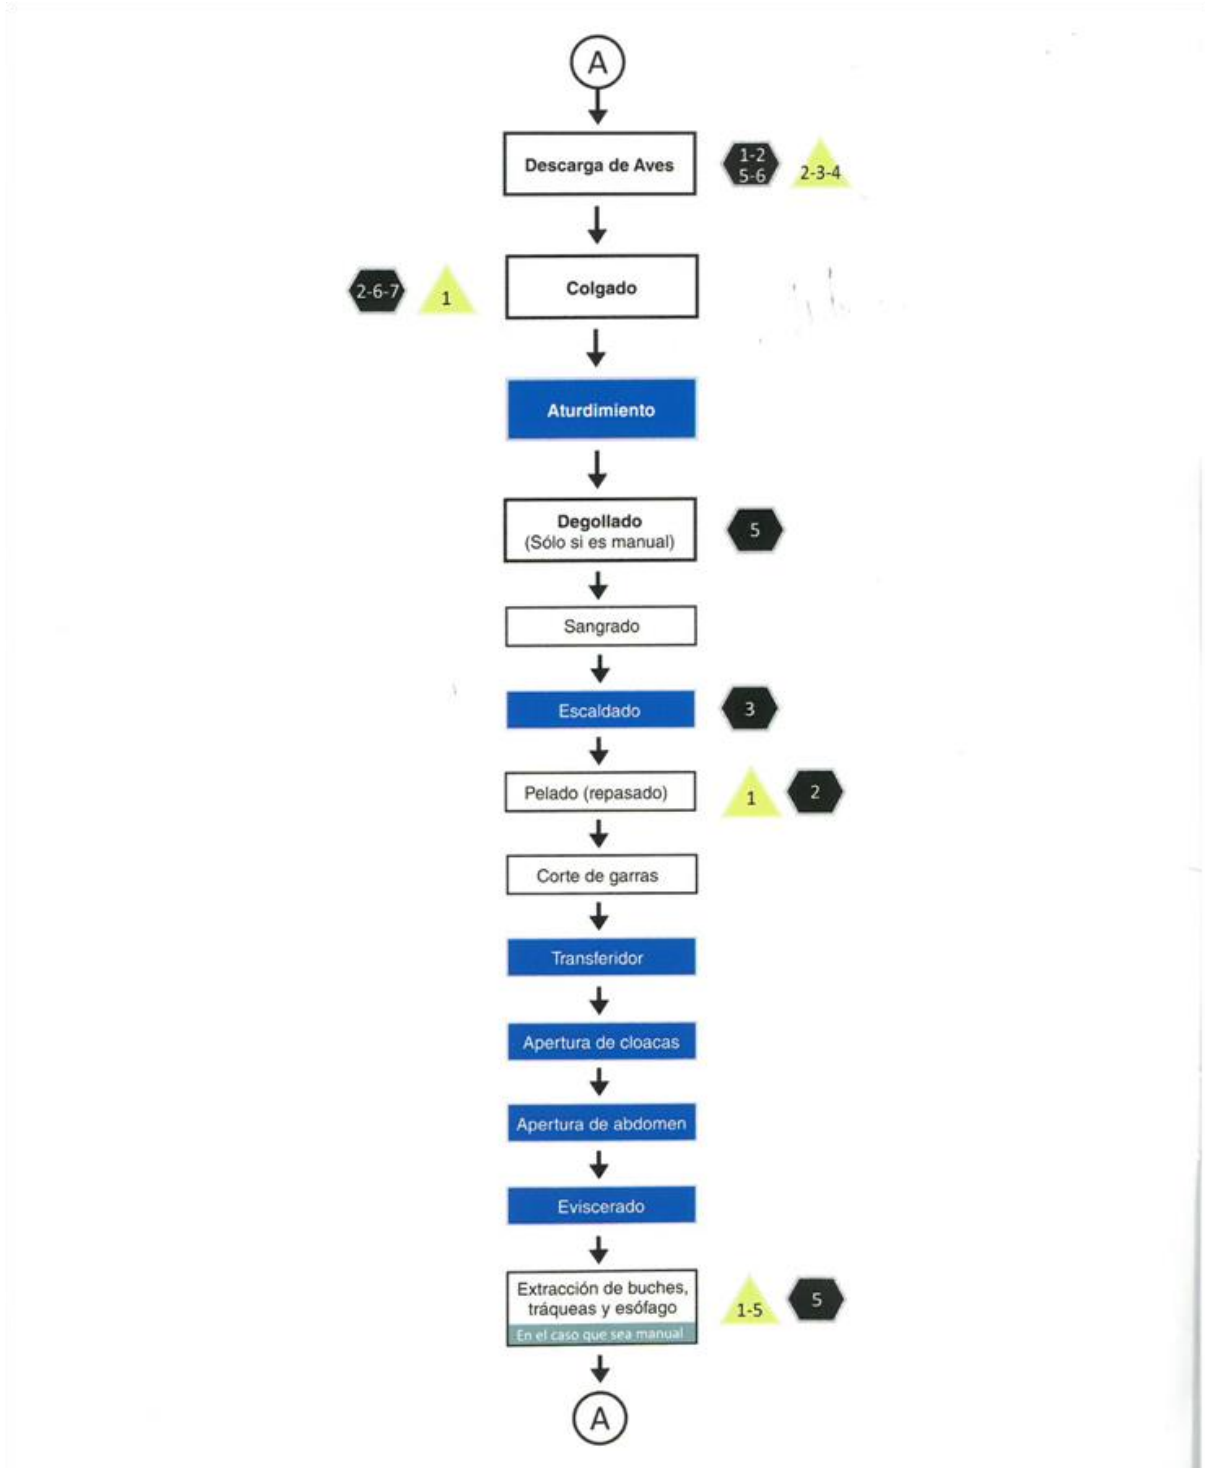 A
Descarga de Aves
1-2
5-6
2-3-4
2-6-7
1
Colgado
Aturdimiento
Degollado
(Sólo si es manual)
5
Sangrado
Escaldado
3
Pelado (repasado)
1
2
Corte de garras
Transferidor
Apertura de cloacas
Apertura de abdomen
Eviscerado
Extracción de buches,
tráqueas y esófago
En el caso que sea manual
1-5
5
A